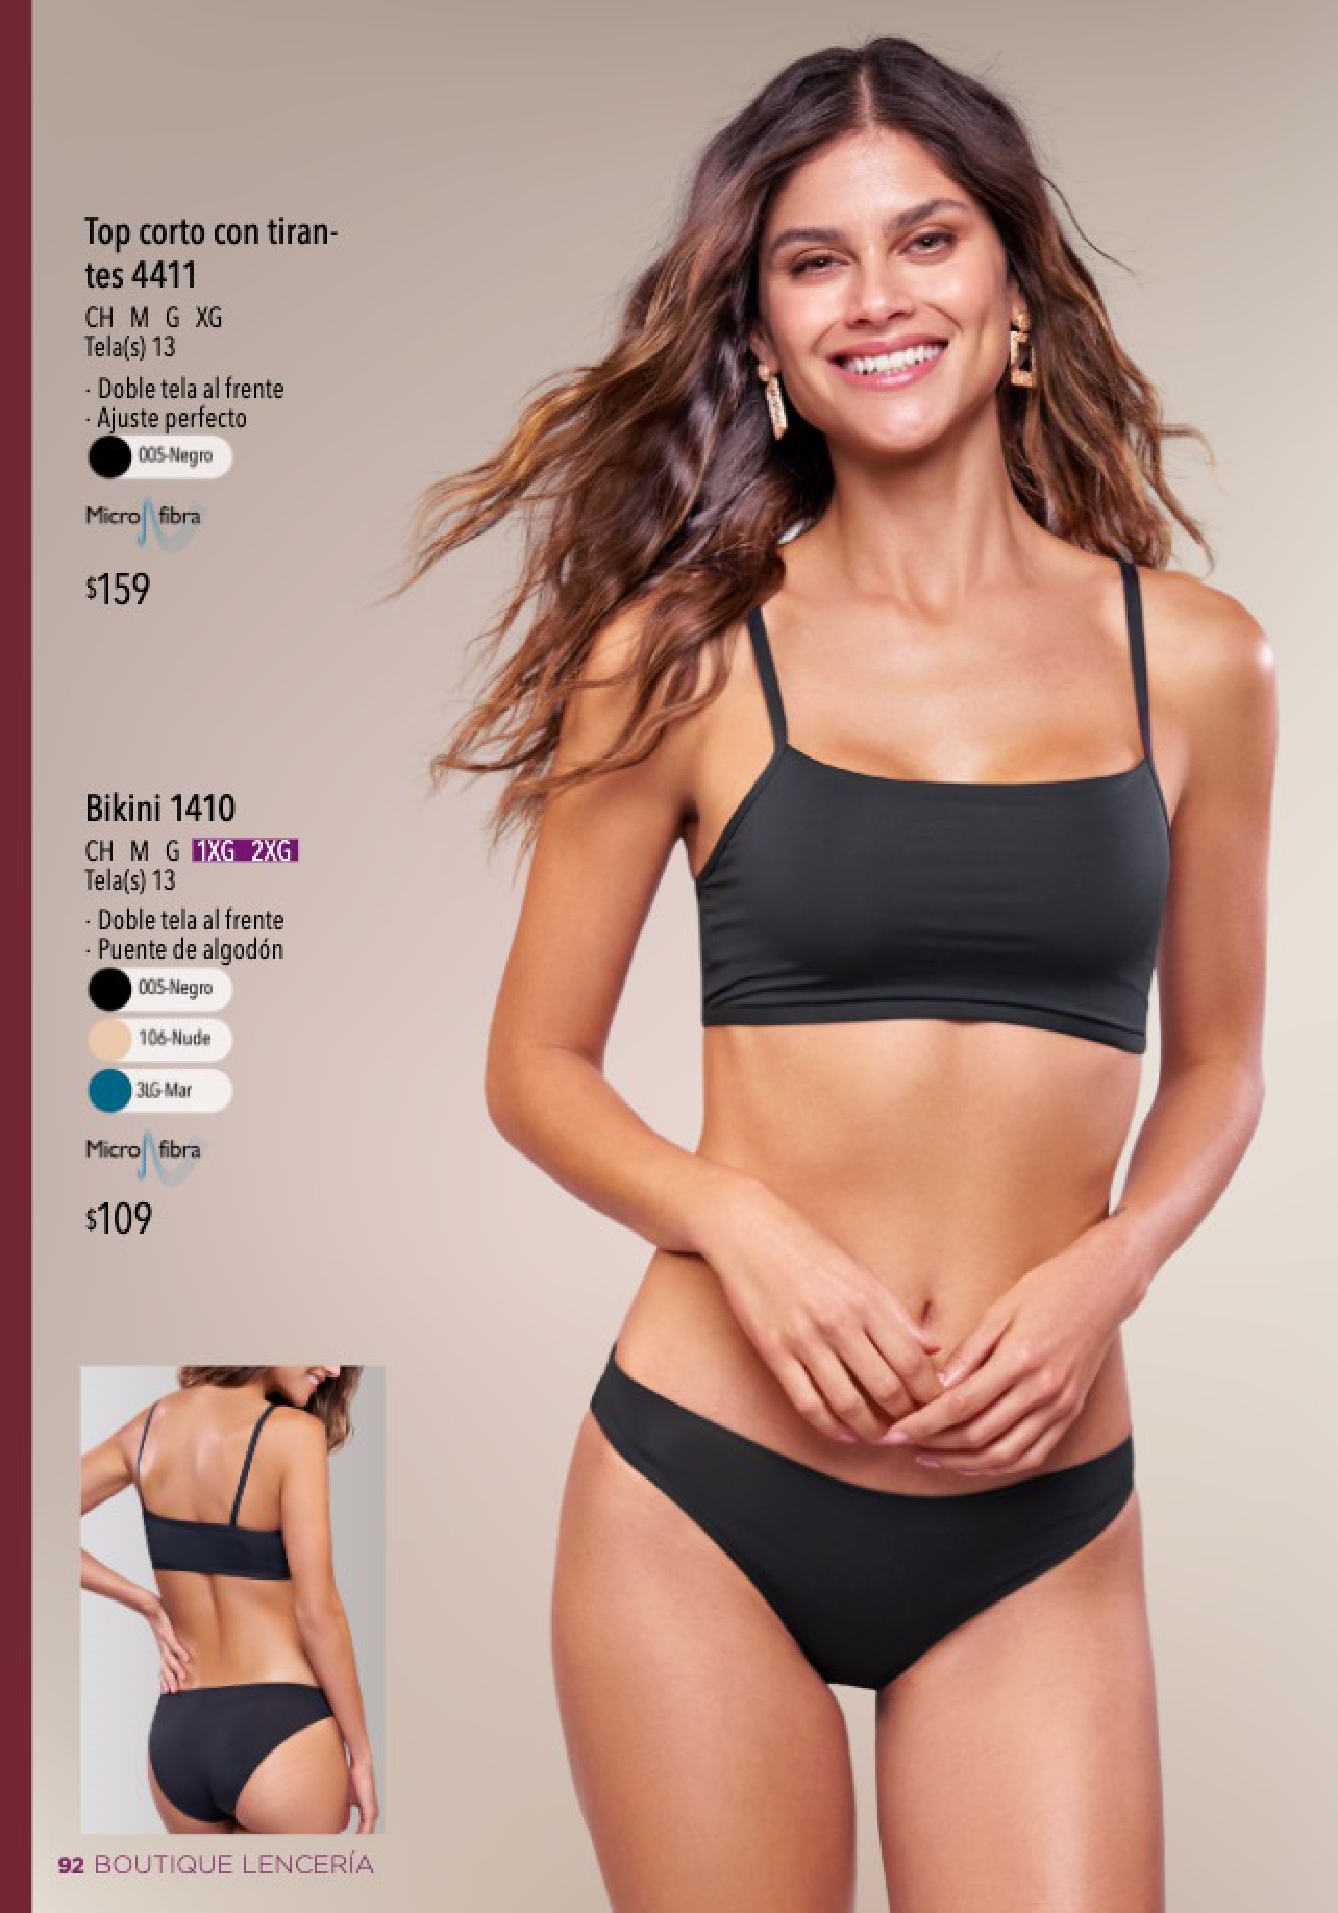 Top corto con tiran-
tes 4411
CH M G XG
Tela(s) 13
- Doble tela al frente
- Ajuste perfecto
005-Negro
Micro fibra
$159
Bikini 1410
CH M G 1XG 2XG
Tela(s) 13
- Doble tela al frente
- Puente de algodón
005-Negro
106-Nude
3LG-Mar
Micro fibra
$109
92 BOUTIQUE LENCERÍA